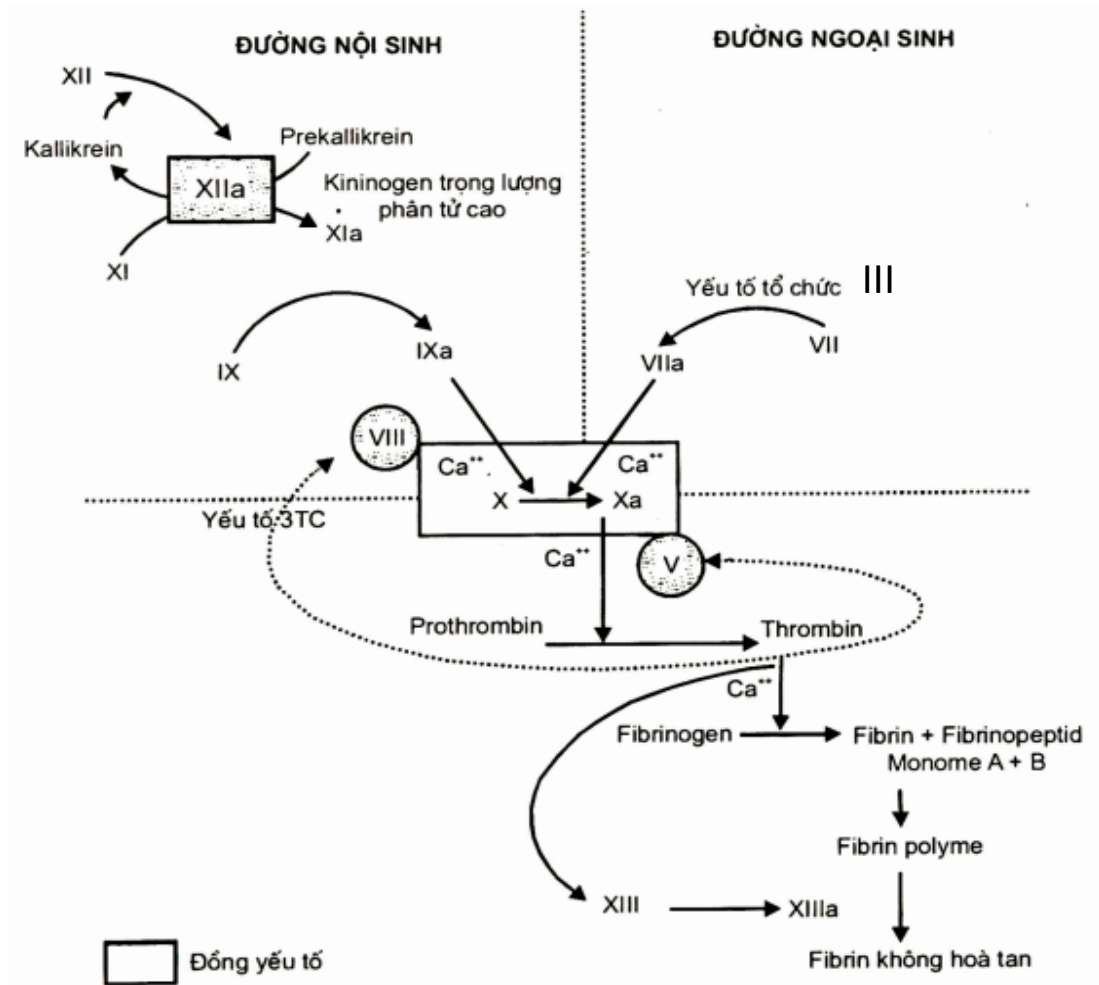 ĐƯỜNG NỘI SINH
ĐƯỜNG NGOẠI SINH
XII
Kallikrein
Prekallikrein
XIIa
Kininogen trọng lượng
phân tử cao
XIa
XI
Yếu tố tổ chức III
IX
IXa
VIIa
VII
VIII
Ca⁺⁺
Ca⁺⁺
X
Xa
Yếu tố 3TC
Ca⁺⁺
V
Prothrombin
Thrombin
Ca⁺⁺
Fibrinogen
Fibrin + Fibrinopeptid
Monome A + B
Fibrin polyme
XIII
XIIIa
Fibrin không hoà tan
Đồng yếu tố